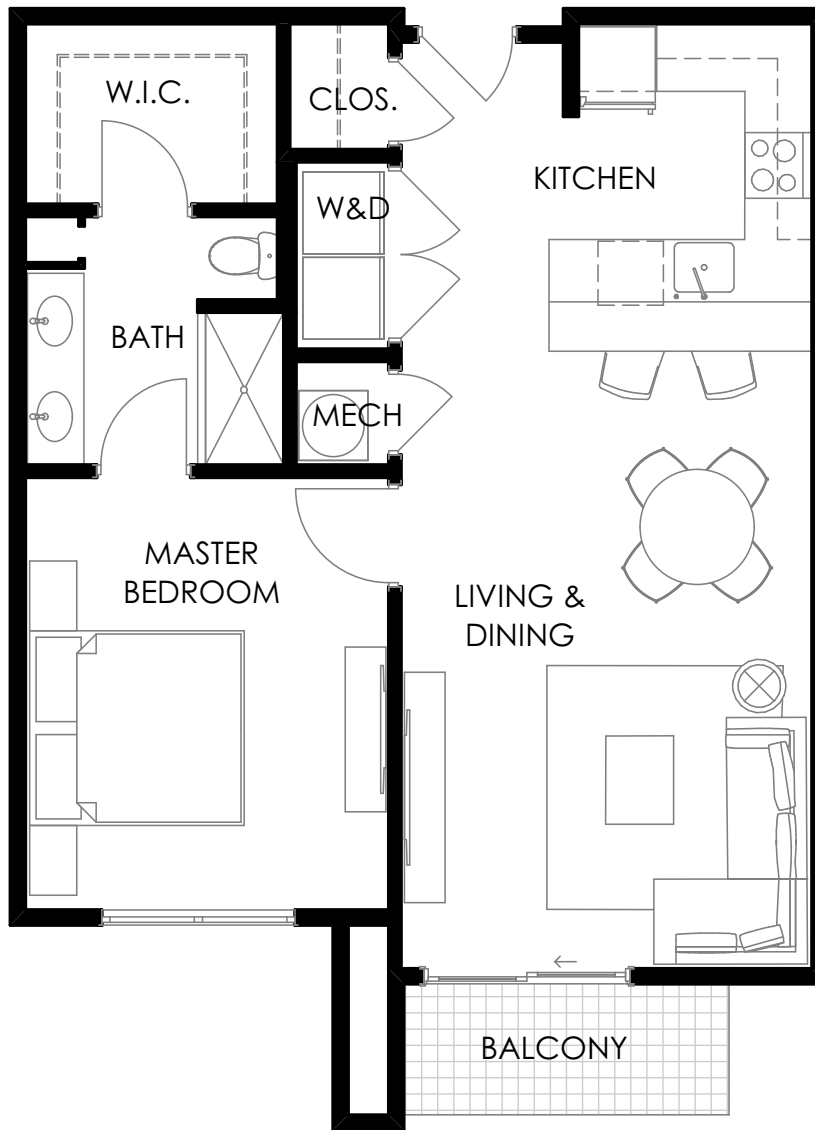 W.I.C.
CLOS.
KITCHEN
W&D
BATH
MECH
MASTER
BEDROOM
LIVING &
DINING
BALCONY